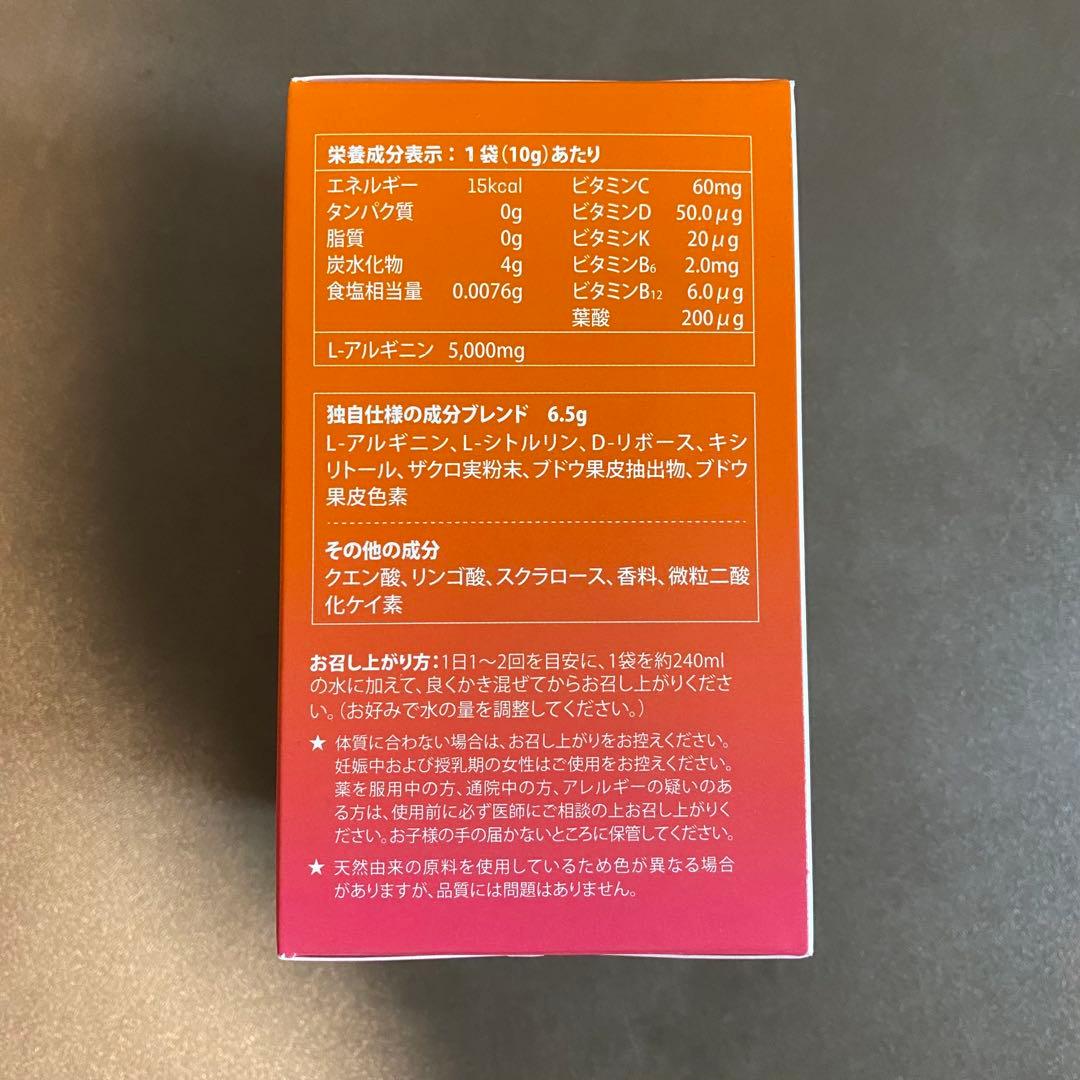 栄養成分表示：１袋（10g）あたり
エネルギー 15kcal ビタミンC 60mg
タンパク質 0g ビタミンD 50.0μg
脂質 0g ビタミンK 20μg
炭水化物 4g ビタミンB6 2.0mg
食塩相当量 0.0076g ビタミンB12 6.0μg
葉酸 200μg
L-アルギニン 5,000mg
独自仕様の成分ブレンド 6.5g
L-アルギニン、L-シトルリン、D-リボース、キシ
リトール、ザクロ実粉末、ブドウ果皮抽出物、ブドウ
果皮色素
その他の成分
クエン酸、リンゴ酸、スクラロース、香料、微粒二酸
化ケイ素
お召し上がり方：1日1～2回を目安に、1袋を約240ml
の水に加えて、良くかき混ぜてからお召し上がりくださ
い。（お好みで水の量を調整してください。）
★ 体質に合わない場合は、お召し上がりをお控えください。
妊娠中および授乳期の女性はご使用をお控えください。
薬を服用中の方、通院中の方、アレルギーの疑いのあ
る方は、使用前に必ず医師にご相談の上お召し上がりく
ださい。お子様の手の届かないところに保管してください。
★ 天然由来の原料を使用しているため色が異なる場合
がありますが、品質には問題はありません。